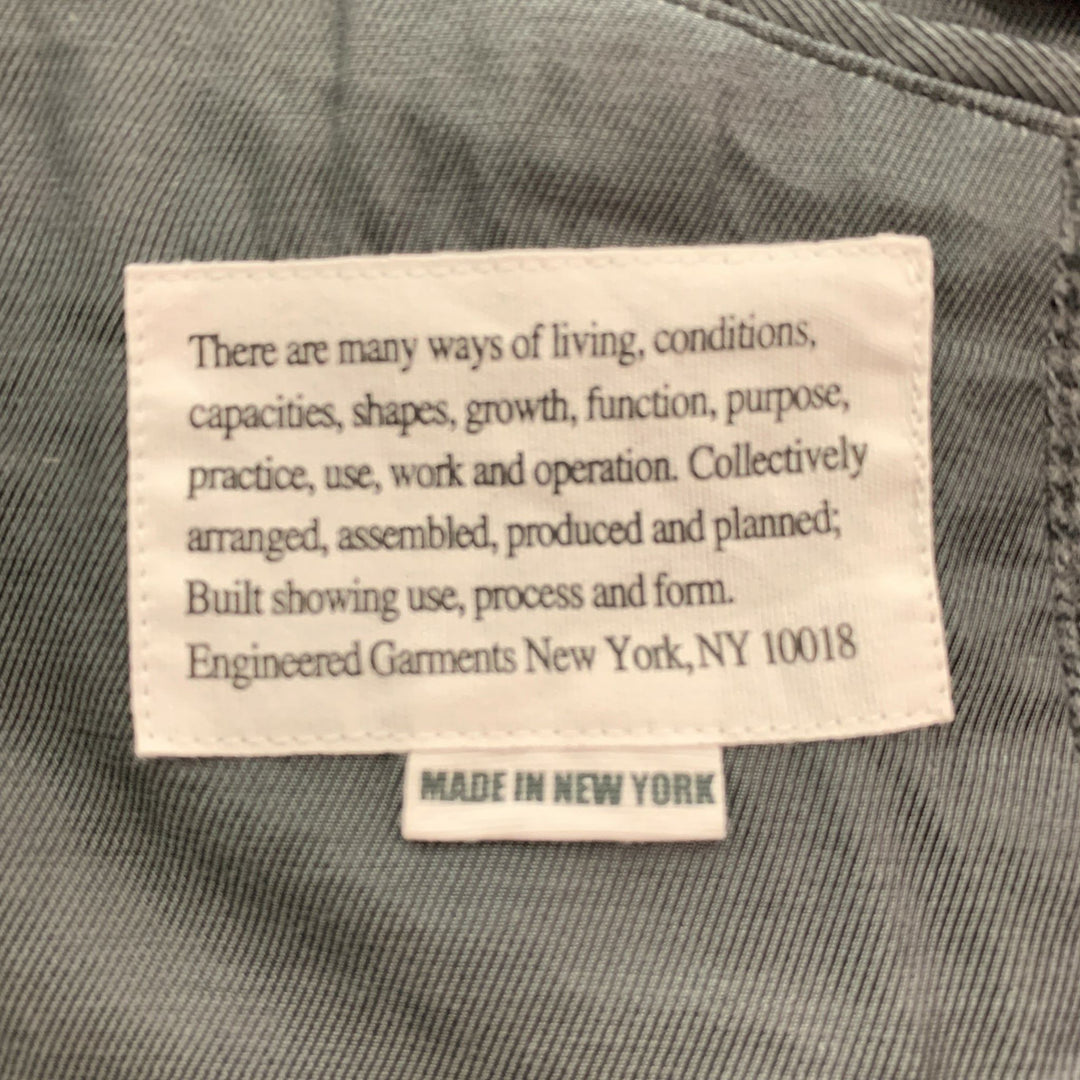 There are many ways of living, conditions,
capacities, shapes, growth, function, purpose,
practice, use, work and operation. Collectively
arranged, assembled, produced and planned;
Built showing use, process and form.
Engineered Garments New York, NY 10018
MADE IN NEW YORK